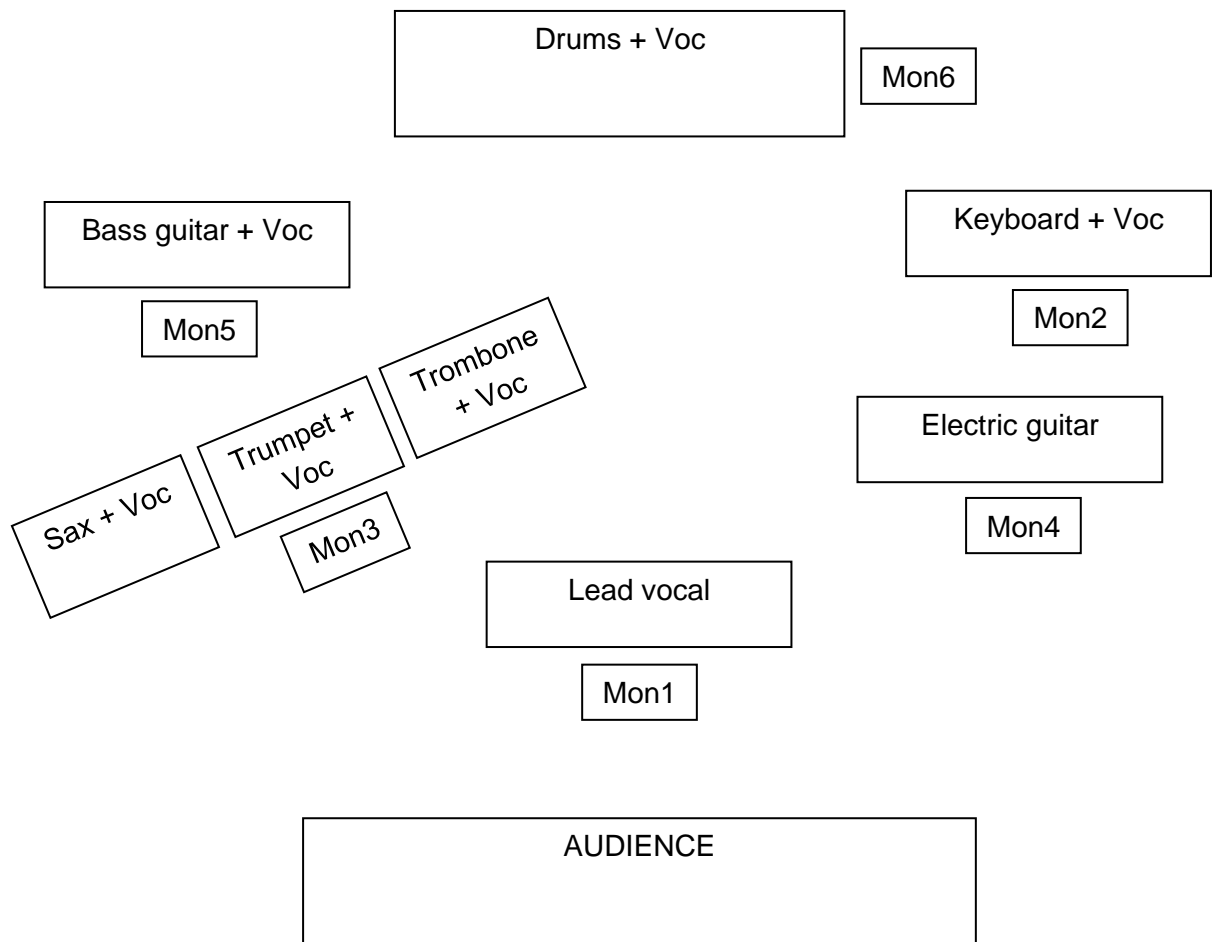 Drums + Voc
Mon6
Bass guitar + Voc
Keyboard + Voc
Mon5
Mon2
Trombone
+ Voc
Trumpet +
Voc
Sax + Voc
Mon3
Electric guitar
Mon4
Lead vocal
Mon1
AUDIENCE